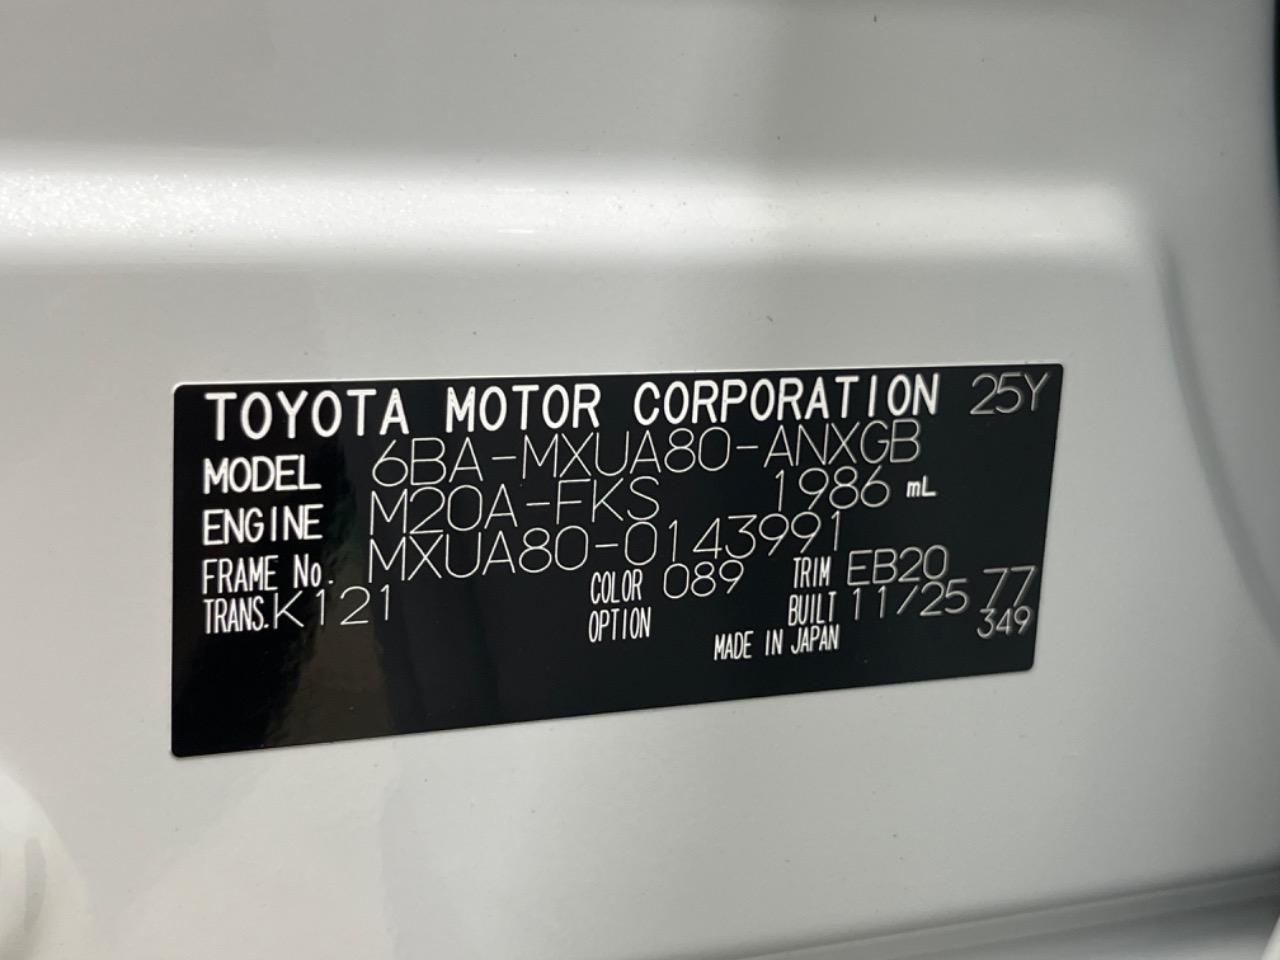 TOYOTA MOTOR CORPORATION 25Y
MODEL 6BA-MXUA80-ANXGB
ENGINE M20A-FKS 1986 mL
FRAME No. MXUA80-0143991
TRANS. K121 COLOR 089 TRIM EB20
OPTION BUILT 11/25 77
MADE IN JAPAN 349